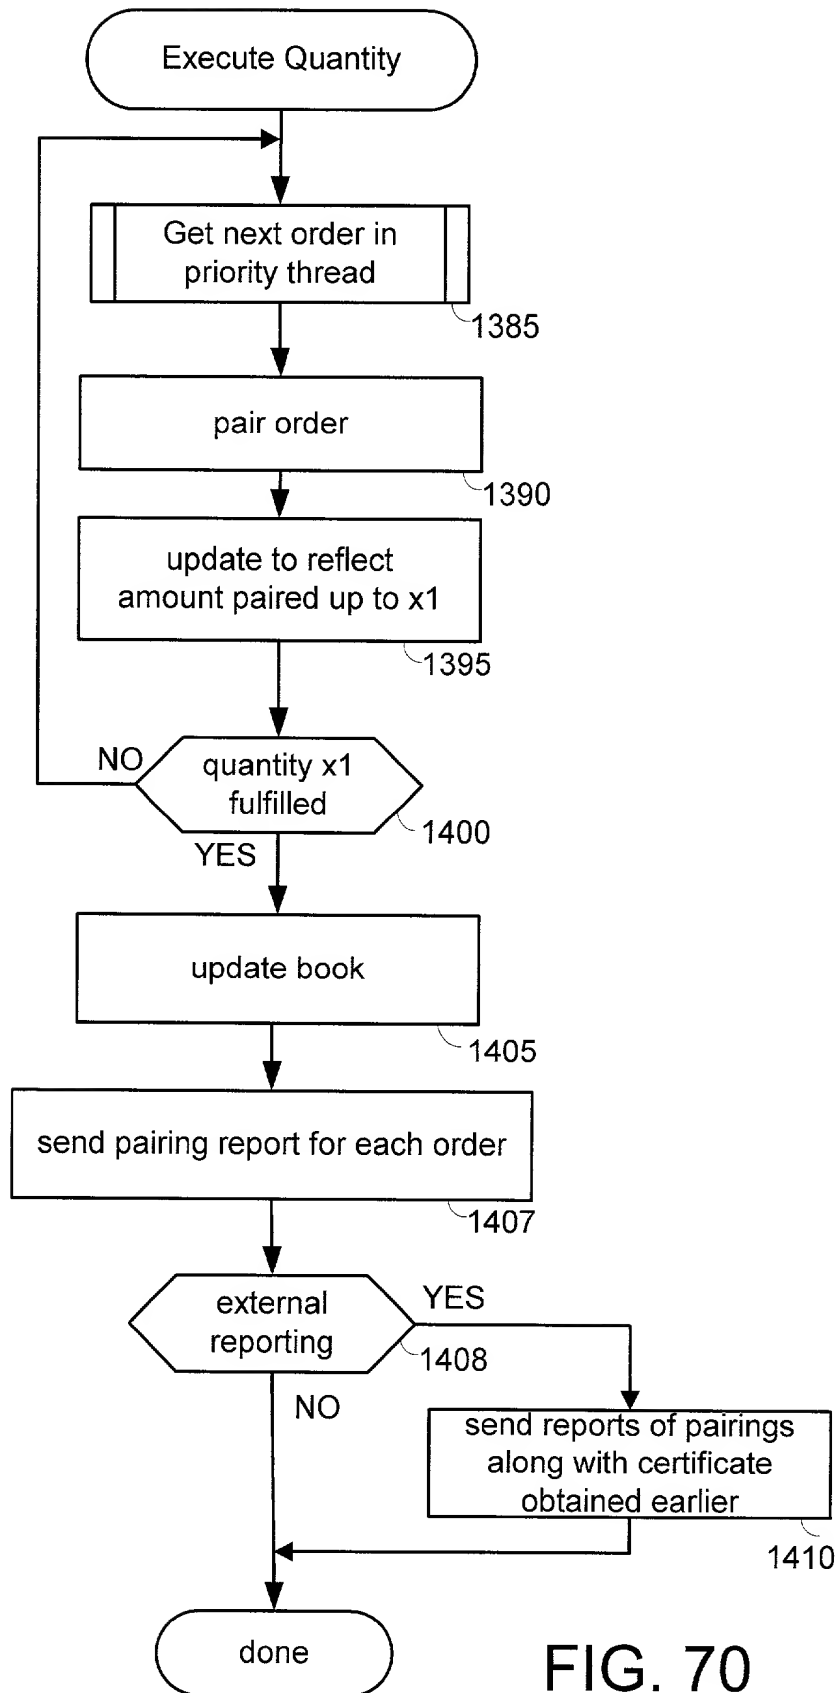 Execute Quantity
Get next order in
priority thread
1385
pair order
1390
update to reflect
amount paired up to x1
1395
NO
quantity x1
fulfilled
1400
YES
update book
1405
send pairing report for each order
1407
external
reporting
YES
1408
NO
send reports of pairings
along with certificate
obtained earlier
1410
done
FIG. 70